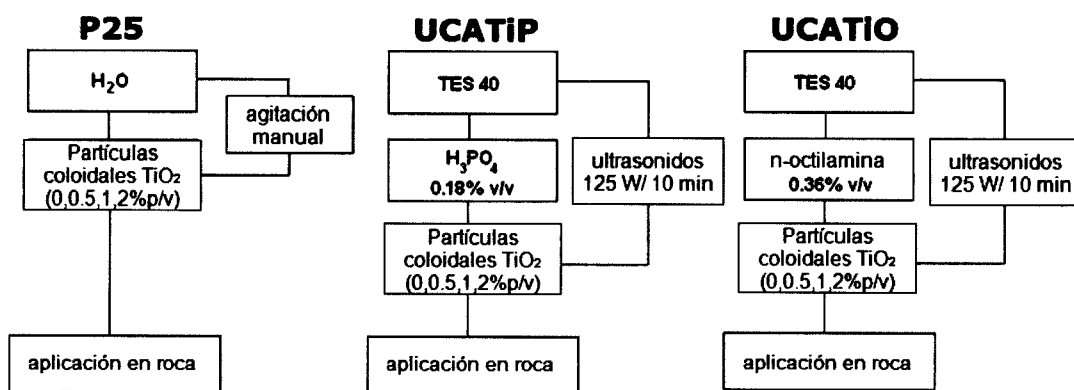 P25
H₂O
agitación
manual
Partículas
coloidales TiO₂
(0,0.5,1,2%p/v)
aplicación en roca
UCATiP
TES 40
H₃PO₄
0.18% v/v
ultrasonidos
125 W/ 10 min
Partículas
coloidales TiO₂
(0,0.5,1,2%p/v)
aplicación en roca
UCATiO
TES 40
n-octilamina
0.36% v/v
ultrasonidos
125 W/ 10 min
Partículas
coloidales TiO₂
(0,0.5,1,2%p/v)
aplicación en roca